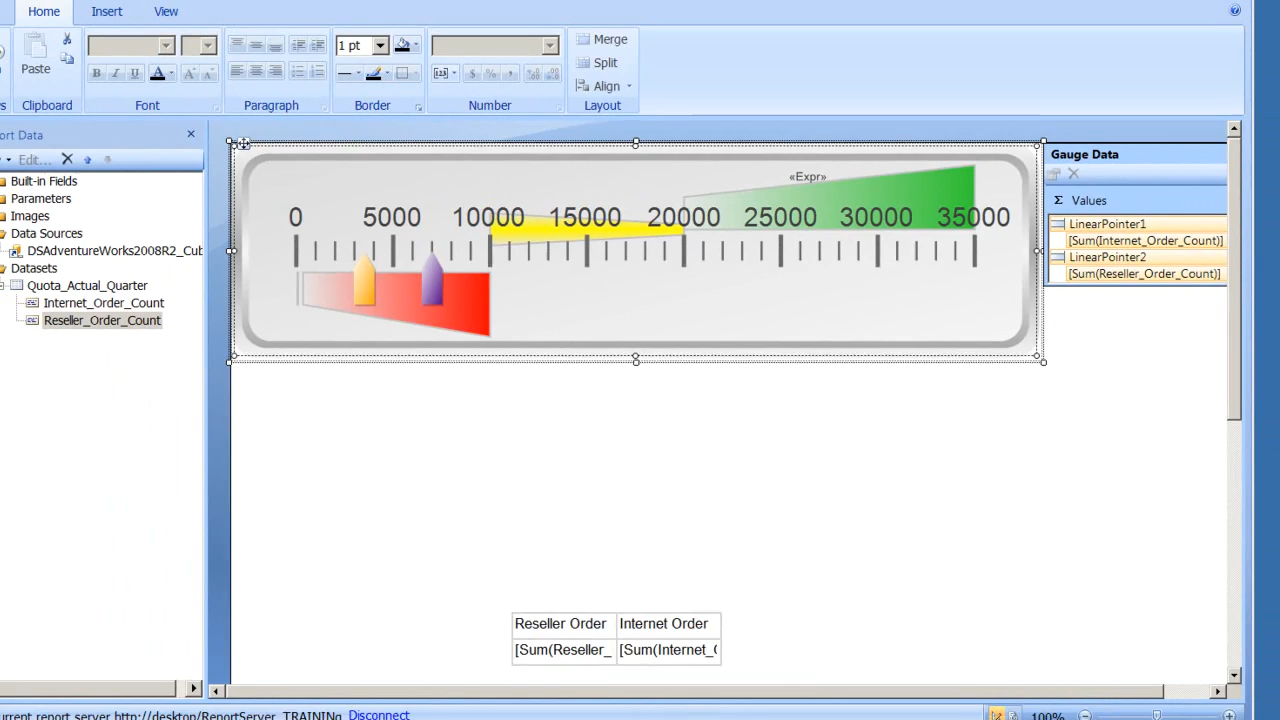 Home Insert View
1 pt
Merge
Split
Align
Paste
Clipboard Font Paragraph Border Number Layout
ort Data
Edit...
Built-in Fields
Parameters
Images
Data Sources
DSAdventureWorks2008R2_Cub
Datasets
Quota_Actual_Quarter
Internet_Order_Count
Reseller_Order_Count
«Expr»
0 5000 10000 15000 20000 25000 30000 35000
Gauge Data
Σ Values
LinearPointer1
[Sum(Internet_Order_Count)]
LinearPointer2
[Sum(Reseller_Order_Count)]
Reseller Order Internet Order
[Sum(Reseller_ [Sum(Internet_(
urrent report server http://desktop/ReportServer_TRAINING Disconnect
100%